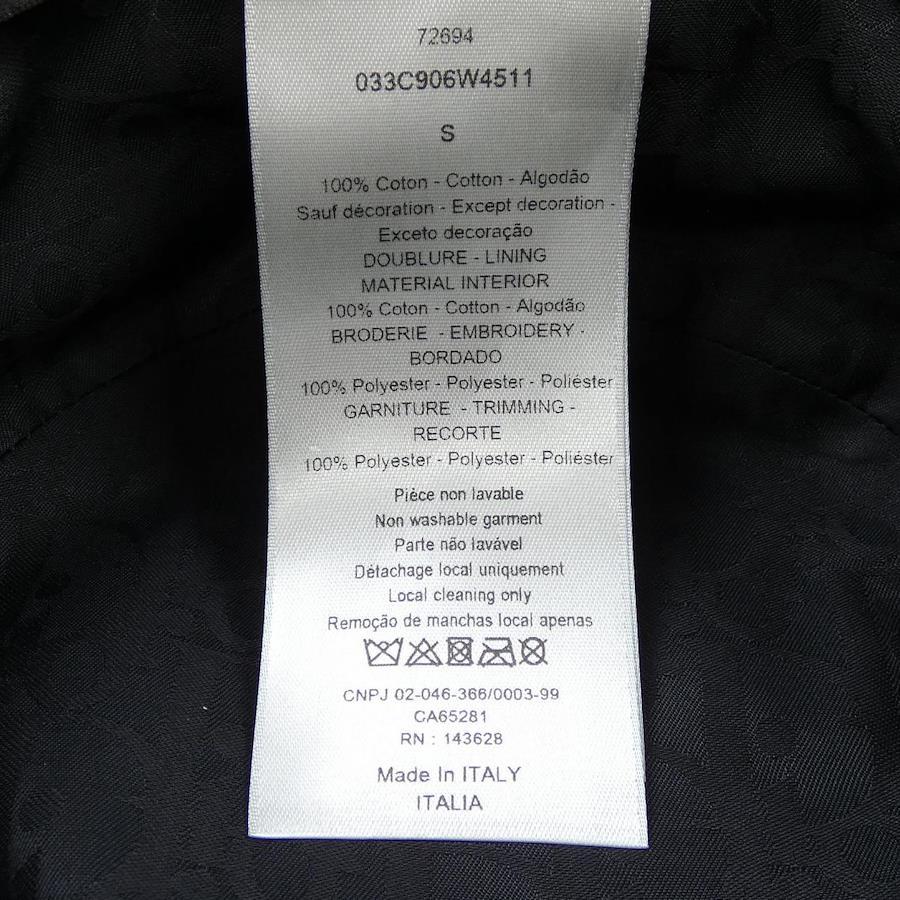 72694
033C906W4511
S
100% Coton - Cotton - Algodão
Sauf décoration - Except decoration -
Exceto decoração
DOUBLURE - LINING
MATERIAL INTERIOR
100% Coton - Cotton - Algodão
BRODERIE - EMBROIDERY -
BORDADO
100% Polyester - Polyester - Poliéster
GARNITURE - TRIMMING -
RECORTE
100% Polyester - Polyester - Poliéster
Pièce non lavable
Non washable garment
Parte não lavável
Détachage local uniquement
Local cleaning only
Remoção de manchas local apenas
CNPJ 02-046-366/0003-99
CA65281
RN : 143628
Made In ITALY
ITALIA